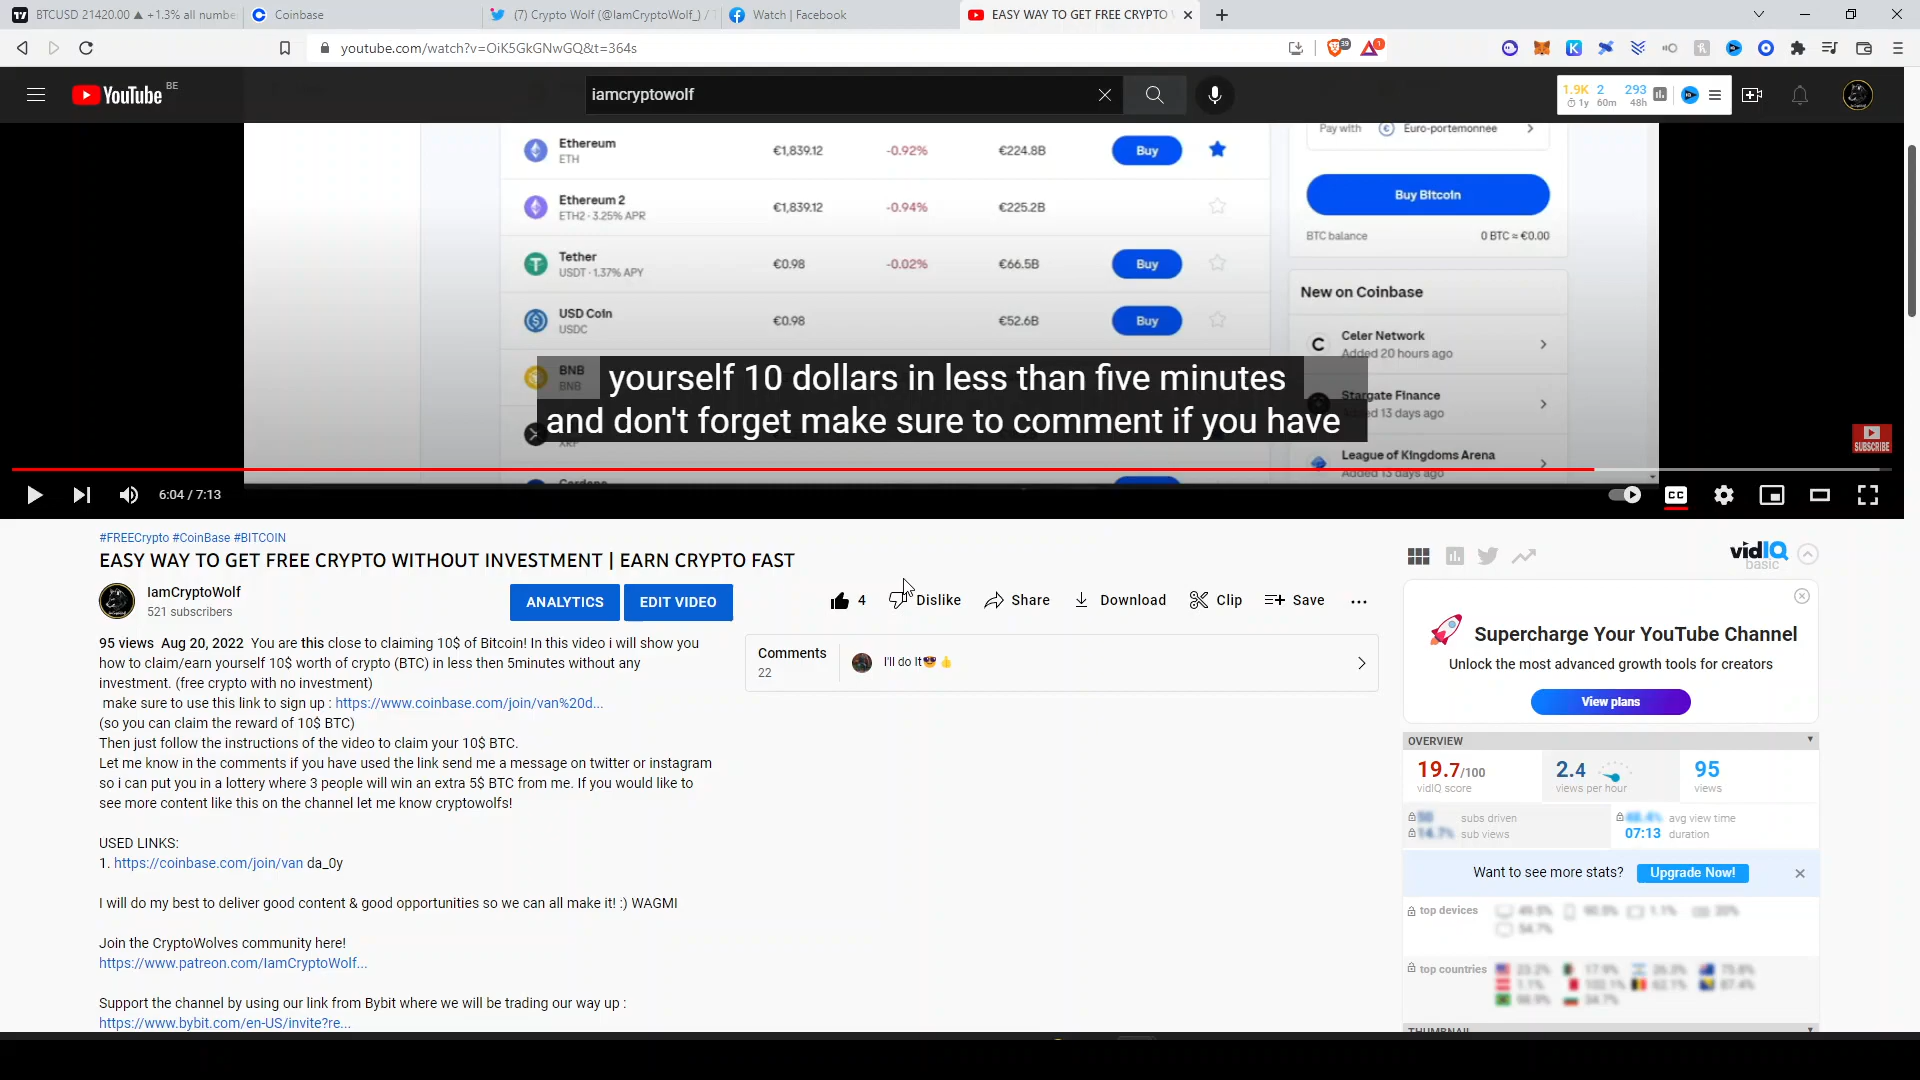 BTCUSD 21420.00 ▲ +1.3% all numbe
Coinbase
(7) Crypto Wolf (@IamCryptoWolf_) / T
Watch | Facebook
EASY WAY TO GET FREE CRYPTO
youtube.com/watch?v=OiK5GkGNwGQ&t=364s
39
1
YouTube BE
iamcryptowolf
1.9K 2 293
1y 60m 48h
Ethereum €1,839.12 -0.92% €224.8B Buy
ETH
Ethereum 2 €1,839.12 -0.94% €225.2B
ETH2 · 3.25% APR
Tether €0.98 -0.02% €66.5B Buy
USDT · 1.37% APY
USD Coin €0.98 €52.6B Buy
USDC
BNB
BNB
XRP
Cardano
Pay with Euro-portemonnee
Buy Bitcoin
BTC balance 0 BTC ≈ €0.00
New on Coinbase
Celer Network
Added 20 hours ago
Stargate Finance
Added 13 days ago
League of Kingdoms Arena
Added 13 days ago
yourself 10 dollars in less than five minutes
and don't forget make sure to comment if you have
SUBSCRIBE
6:04 / 7:13
CC
#FREECrypto #CoinBase #BITCOIN
EASY WAY TO GET FREE CRYPTO WITHOUT INVESTMENT | EARN CRYPTO FAST
IamCryptoWolf
521 subscribers
ANALYTICS
EDIT VIDEO
4
Dislike
Share
Download
Clip
Save
95 views Aug 20, 2022 You are this close to claiming 10$ of Bitcoin! In this video i will show you
how to claim/earn yourself 10$ worth of crypto (BTC) in less then 5minutes without any
investment. (free crypto with no investment)
make sure to use this link to sign up : https://www.coinbase.com/join/van%20d...
(so you can claim the reward of 10$ BTC)
Then just follow the instructions of the video to claim your 10$ BTC.
Let me know in the comments if you have used the link send me a message on twitter or instagram
so i can put you in a lottery where 3 people will win an extra 5$ BTC from me. If you would like to
see more content like this on the channel let me know cryptowolfs!
USED LINKS:
1. https://coinbase.com/join/van da_0y
I will do my best to deliver good content & good opportunities so we can all make it! :) WAGMI
Join the CryptoWolves community here!
https://www.patreon.com/IamCryptoWolf...
Support the channel by using our link from Bybit where we will be trading our way up :
https://www.bybit.com/en-US/invite?re...
Comments
22
I'll do It😎👍
vidIQ
basic
Supercharge Your YouTube Channel
Unlock the most advanced growth tools for creators
View plans
OVERVIEW
19.7/100
vidIQ score
2.4
views per hour
95
views
subs driven
sub views
avg view time
07:13 duration
Want to see more stats? Upgrade Now!
top devices
top countries
THUMBNAIL